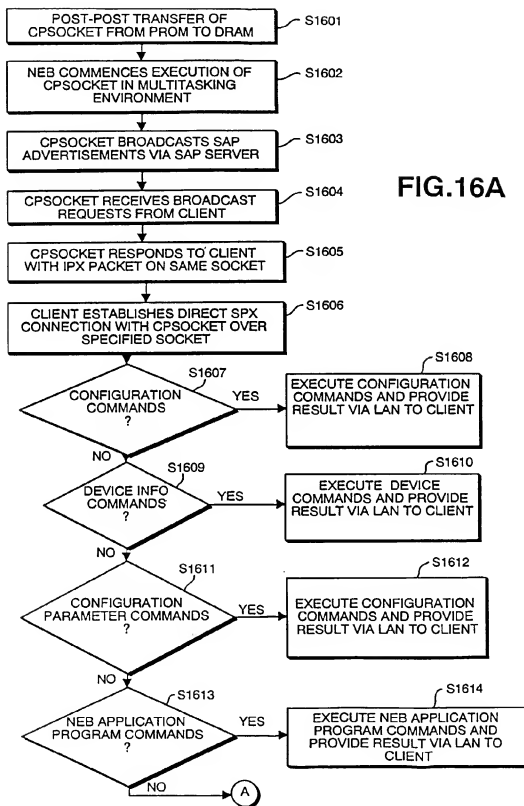 POST-POST TRANSFER OF
CPSOCKET FROM PROM TO DRAM
S1601
NEB COMMENCES EXECUTION OF
CPSOCKET IN MULTITASKING
ENVIRONMENT
S1602
CPSOCKET BROADCASTS SAP
ADVERTISEMENTS VIA SAP SERVER
S1603
CPSOCKET RECEIVES BROADCAST
REQUESTS FROM CLIENT
S1604
FIG.16A
CPSOCKET RESPONDS TO CLIENT
WITH IPX PACKET ON SAME SOCKET
S1605
CLIENT ESTABLISHES DIRECT SPX
CONNECTION WITH CPSOCKET OVER
SPECIFIED SOCKET
S1606
S1607
CONFIGURATION
COMMANDS
?
YES
NO
S1608
EXECUTE CONFIGURATION
COMMANDS AND PROVIDE
RESULT VIA LAN TO CLIENT
S1609
DEVICE INFO
COMMANDS
?
YES
NO
S1610
EXECUTE DEVICE
COMMANDS AND PROVIDE
RESULT VIA LAN TO CLIENT
S1611
CONFIGURATION
PARAMETER COMMANDS
?
YES
NO
S1612
EXECUTE CONFIGURATION
COMMANDS AND PROVIDE
RESULT VIA LAN TO
CLIENT
S1613
NEB APPLICATION
PROGRAM COMMANDS
?
YES
NO
S1614
EXECUTE NEB APPLICATION
PROGRAM COMMANDS AND
PROVIDE RESULT VIA LAN TO
CLIENT
A